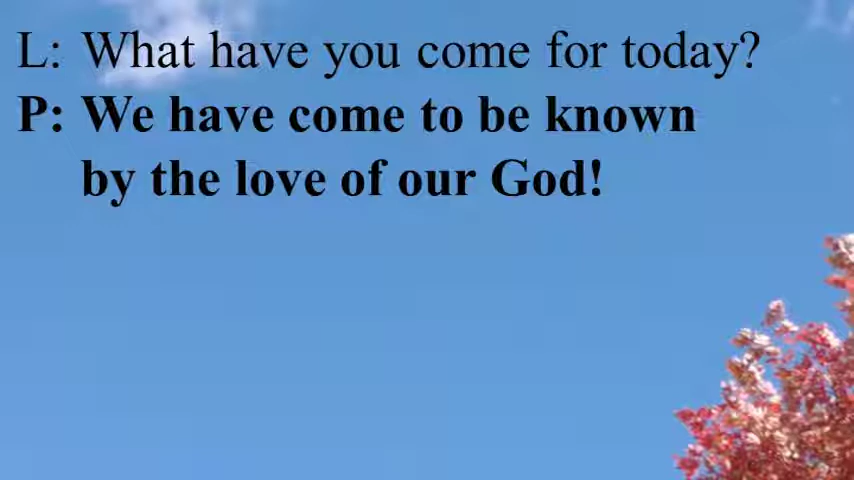 L: What have you come for today?
P: We have come to be known
by the love of our God!